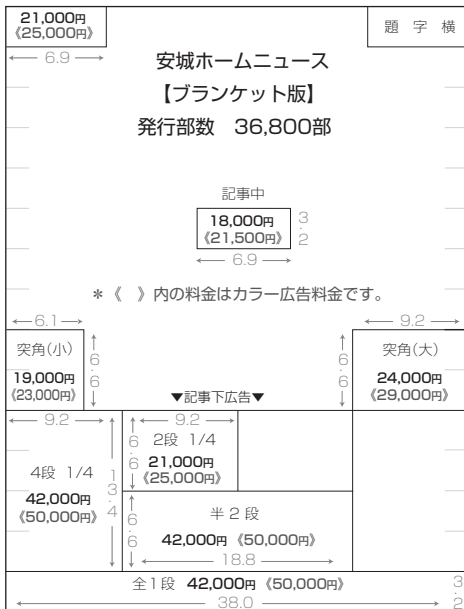 21,000円
《25,000円》
6.9
題字横
安城ホームニュース
【ブランケット版】
発行部数 36,800部
記事中
18,000円
《21,500円》
3.2
6.9
＊《 》内の料金はカラー広告料金です。
6.1
9.2
突角(小)
19,000円
《23,000円》
6.6
6.6
突角(大)
24,000円
《29,000円》
▼記事下広告▼
9.2
9.2
4段 1/4
42,000円
《50,000円》
13.4
6.6
2段 1/4
21,000円
《25,000円》
6.6
半2段
42,000円《50,000円》
18.8
全1段 42,000円《50,000円》
38.0
3.2